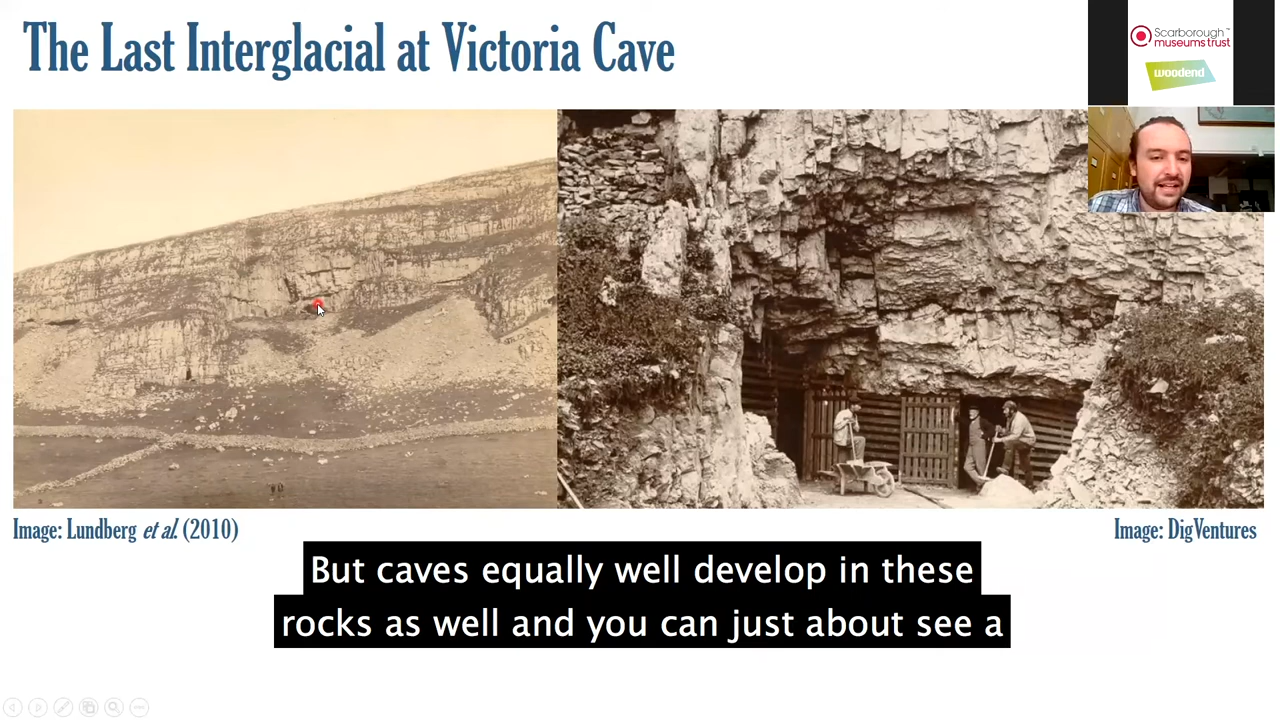 The Last Interglacial at Victoria Cave
Scarborough™
museums trust
woodend
Image: Lundberg et al. (2010)
Image: DigVentures
But caves equally well develop in these
rocks as well and you can just about see a